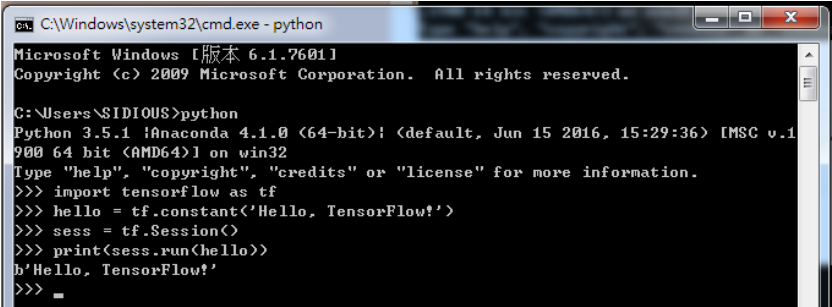 C:\Windows\system32\cmd.exe - python
Microsoft Windows [版本 6.1.7601]
Copyright (c) 2009 Microsoft Corporation.  All rights reserved.
C:\Users\SIDIOUS>python
Python 3.5.1 |Anaconda 4.1.0 (64-bit)| (default, Jun 15 2016, 15:29:36) [MSC v.1
900 64 bit (AMD64)] on win32
Type "help", "copyright", "credits" or "license" for more information.
>>> import tensorflow as tf
>>> hello = tf.constant('Hello, TensorFlow!')
>>> sess = tf.Session()
>>> print(sess.run(hello))
b'Hello, TensorFlow!'
>>> _